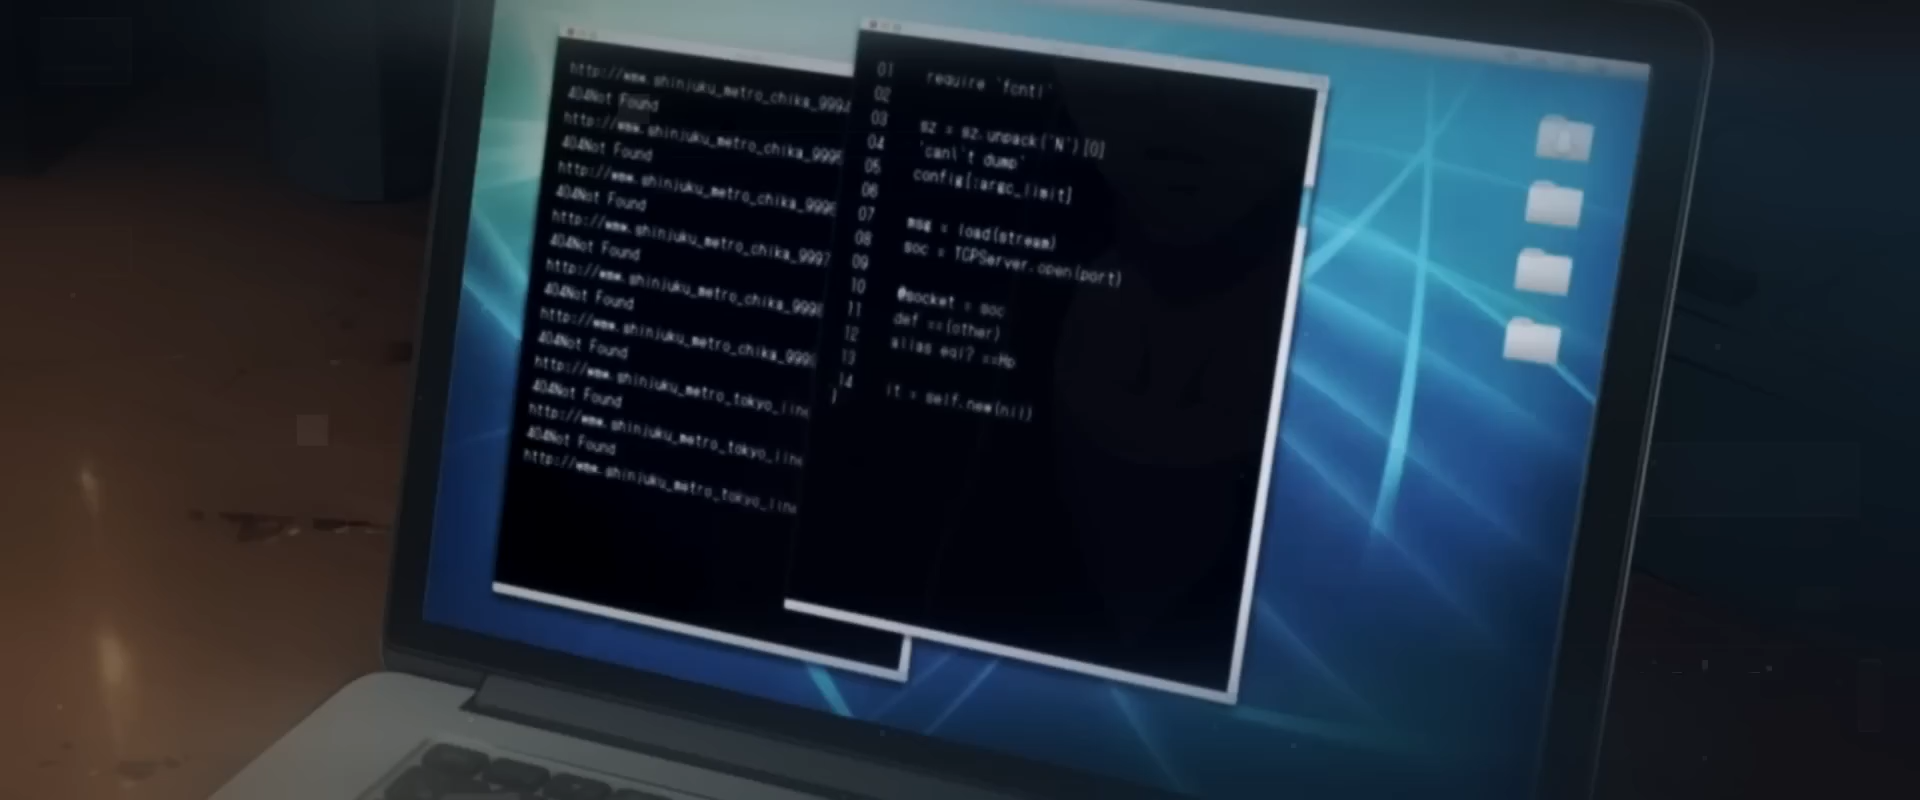 http://www.shinjuku_metro_chika_999
404Not Found
http://www.shinjuku_metro_chika_999
404Not Found
http://www.shinjuku_metro_chika_999
404Not Found
http://www.shinjuku_metro_chika_9997
404Not Found
http://www.shinjuku_metro_chika_999
404Not Found
http://www.shinjuku_metro_chika_999
404Not Found
http://www.shinjuku_metro_tokyo_line
404Not Found
http://www.shinjuku_metro_tokyo_line
404Not Found
http://www.shinjuku_metro_tokyo_line
01 require `fcntl`
02
03 sz = sz.unpack(`N`)[0]
04 `can\`t dump`
05 config[:argc_limit]
06
07 msg = load(stream)
08 soc = TCPServer.open(port)
09
10 @socket = soc
11 def ==(other)
12 alias eql? ==Mp
13
14 it = self.new(nil)